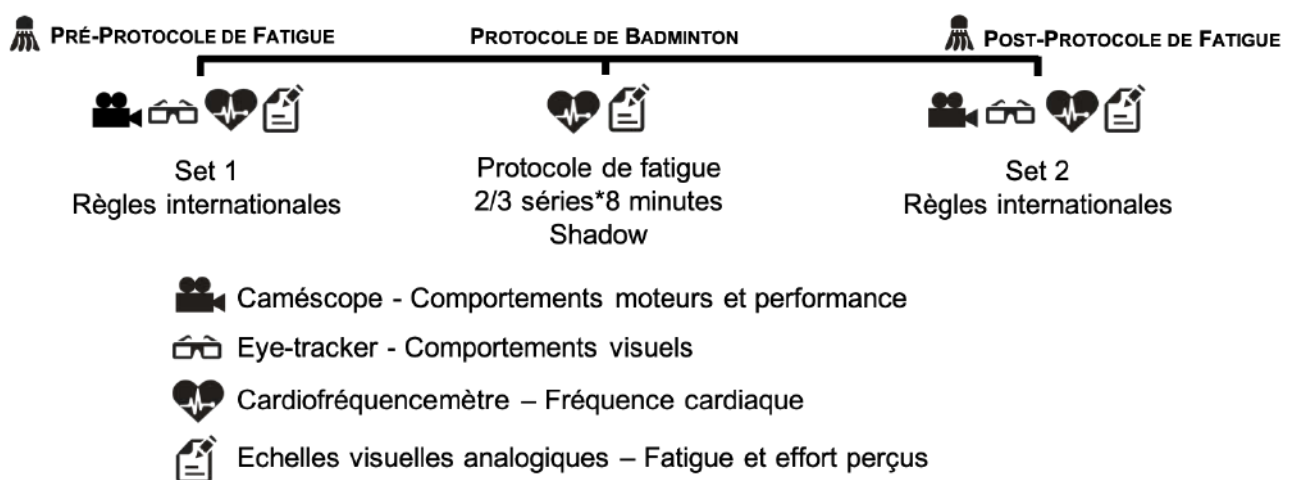 PRÉ-PROTOCOLE DE FATIGUE PROTOCOLE DE BADMINTON POST-PROTOCOLE DE FATIGUE
Set 1
Règles internationales
Protocole de fatigue
2/3 séries*8 minutes
Shadow
Set 2
Règles internationales
Caméscope - Comportements moteurs et performance
Eye-tracker - Comportements visuels
Cardiofréquencemètre – Fréquence cardiaque
Echelles visuelles analogiques – Fatigue et effort perçus